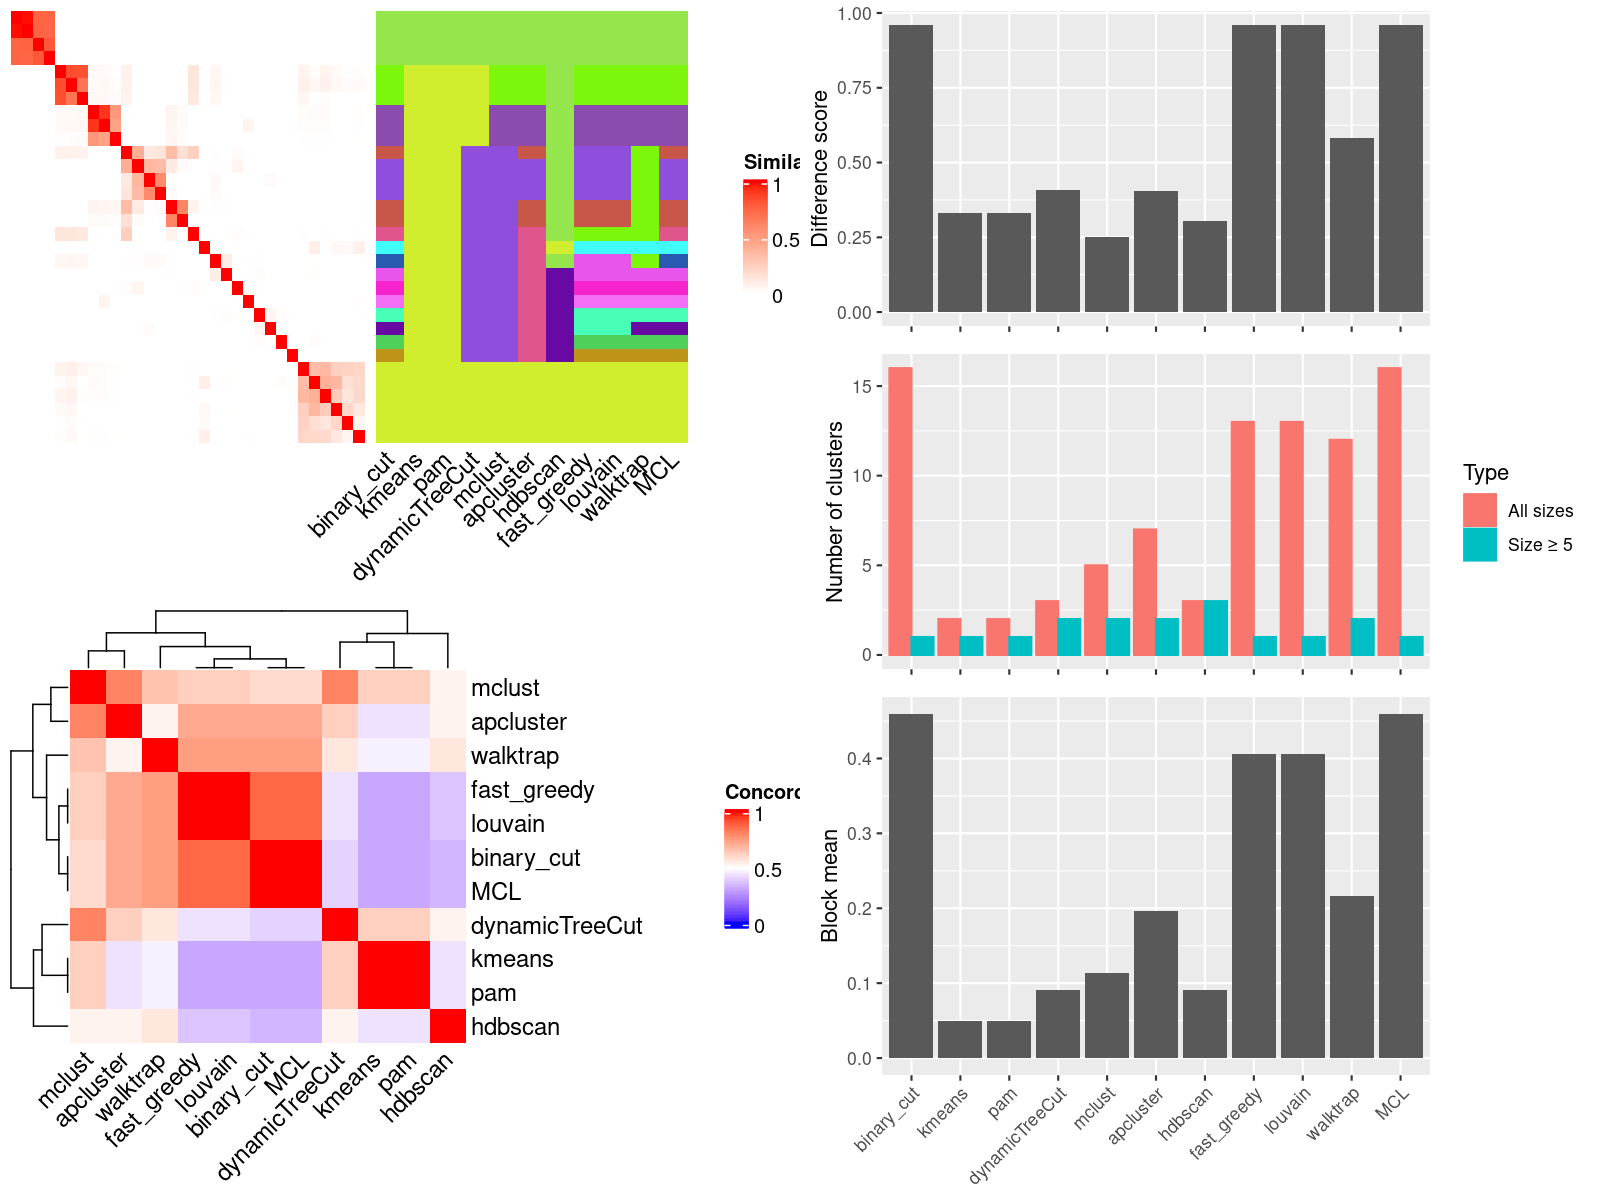 Simila
1
0.5
0
binary_cut
kmeans
pam
dynamicTreeCut
mclust
apcluster
hdbscan
fast_greedy
louvain
walktrap
MCL
mclust
apcluster
walktrap
fast_greedy
louvain
binary_cut
MCL
dynamicTreeCut
kmeans
pam
hdbscan
Concord
1
0.5
0
mclust
apcluster
walktrap
fast_greedy
louvain
binary_cut
MCL
dynamicTreeCut
kmeans
pam
hdbscan
Difference score
1.00
0.75
0.50
0.25
0.00
Number of clusters
15
10
5
0
Type
All sizes
Size ≥ 5
Block mean
0.4
0.3
0.2
0.1
0.0
binary_cut
kmeans
pam
dynamicTreeCut
mclust
apcluster
hdbscan
fast_greedy
louvain
walktrap
MCL